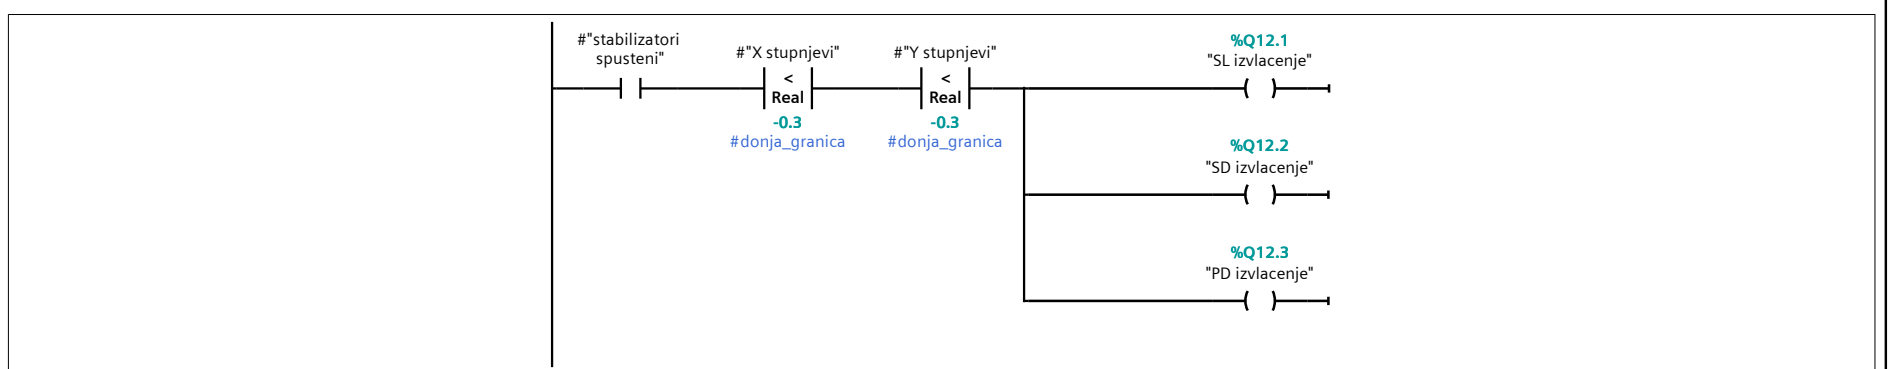 #"stabilizatori
spusteni"
#"X stupnjevi"
<
Real
-0.3
#donja_granica
#"Y stupnjevi"
<
Real
-0.3
#donja_granica
%Q12.1
"SL izvlacenje"
%Q12.2
"SD izvlacenje"
%Q12.3
"PD izvlacenje"